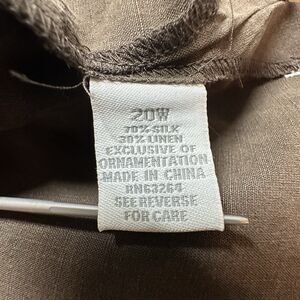 20W
70% SILK
30% LINEN
EXCLUSIVE OF
ORNAMENTATION
MADE IN CHINA
RN63264
SEE REVERSE
FOR CARE